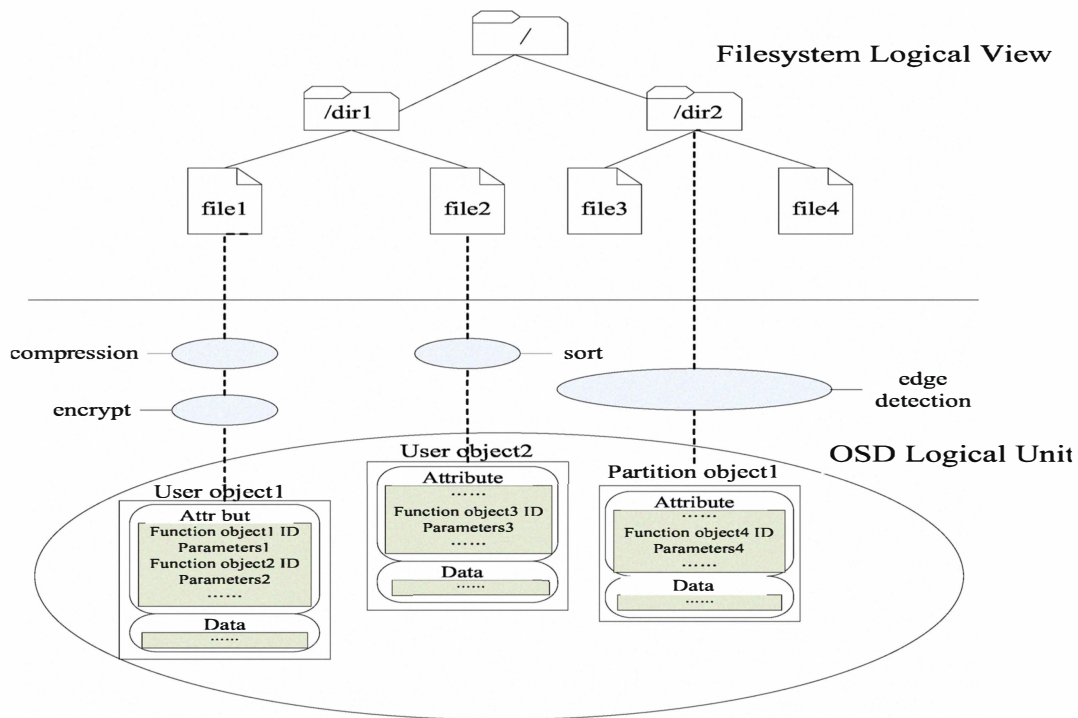 /
Filesystem Logical View
/dir1
/dir2
file1
file2
file3
file4
compression
sort
encrypt
edge
detection
OSD Logical Unit
User object1
Attr but
Function object1 ID
Parameters1
Function object2 ID
Parameters2
......
Data
......
User object2
Attribute
......
Function object3 ID
Parameters3
......
Data
......
Partition object1
Attribute
......
Function object4 ID
Parameters4
......
Data
......